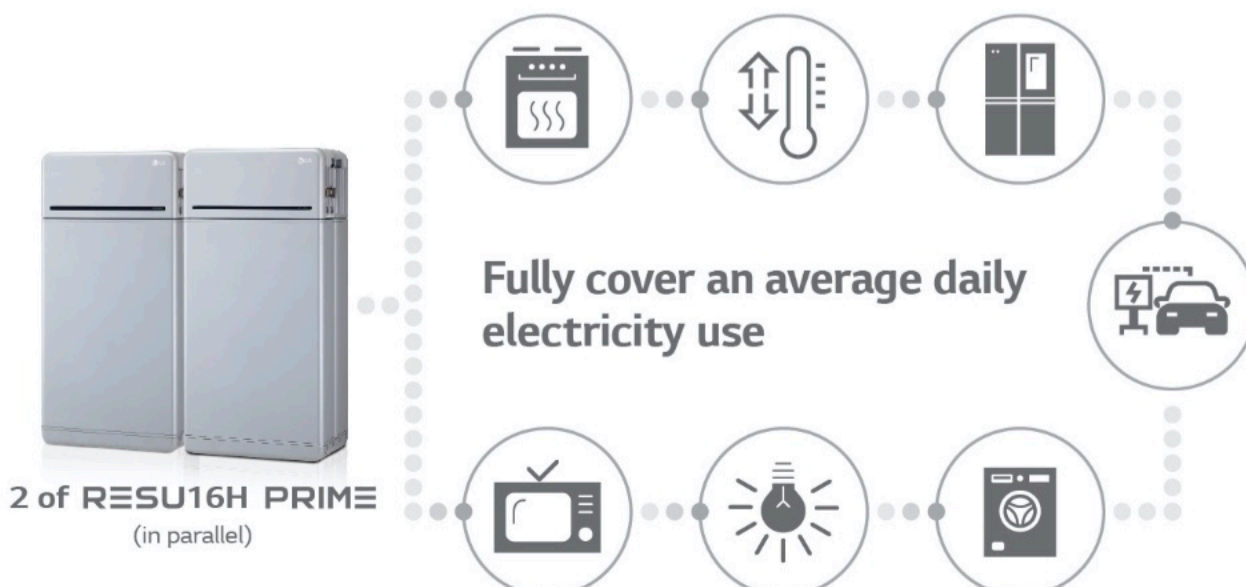 Fully cover an average daily
electricity use
2 of RESU16H PRIME
(in parallel)